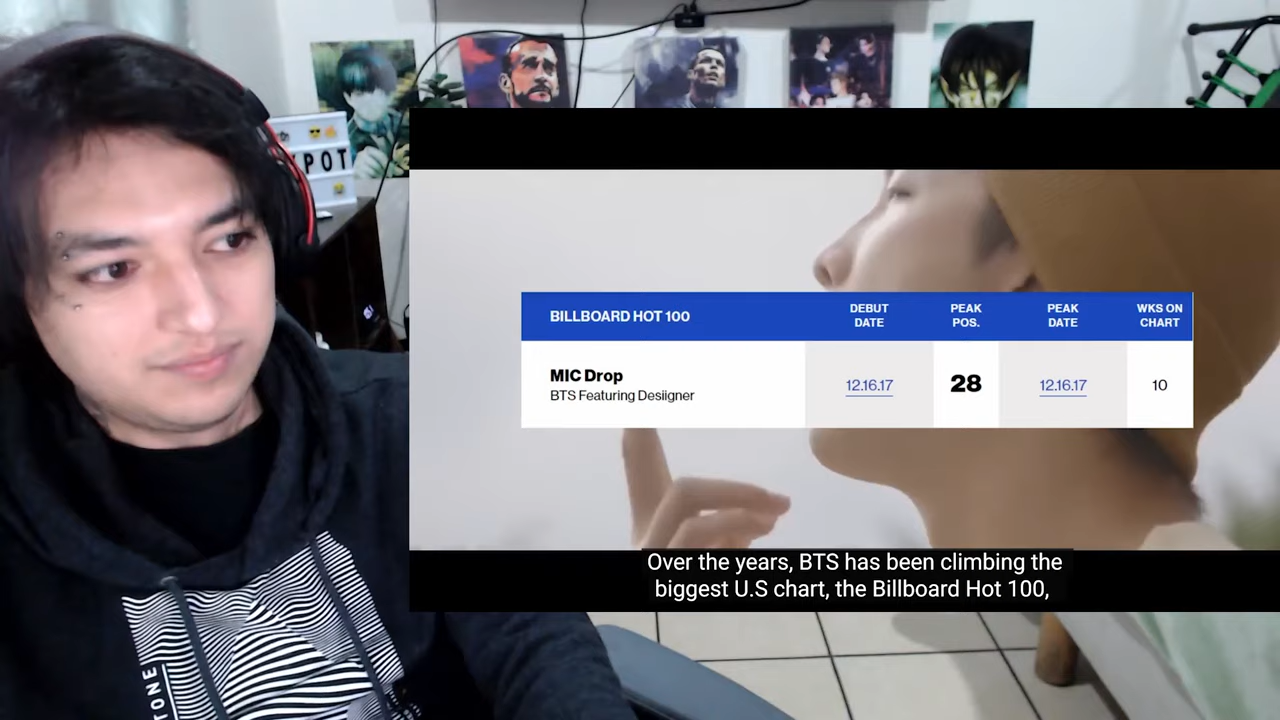 POT
BILLBOARD HOT 100
DEBUT DATE
PEAK POS.
PEAK DATE
WKS ON CHART
MIC Drop
BTS Featuring Desiigner
12.16.17
28
12.16.17
10
Over the years, BTS has been climbing the
biggest U.S chart, the Billboard Hot 100,
TONE